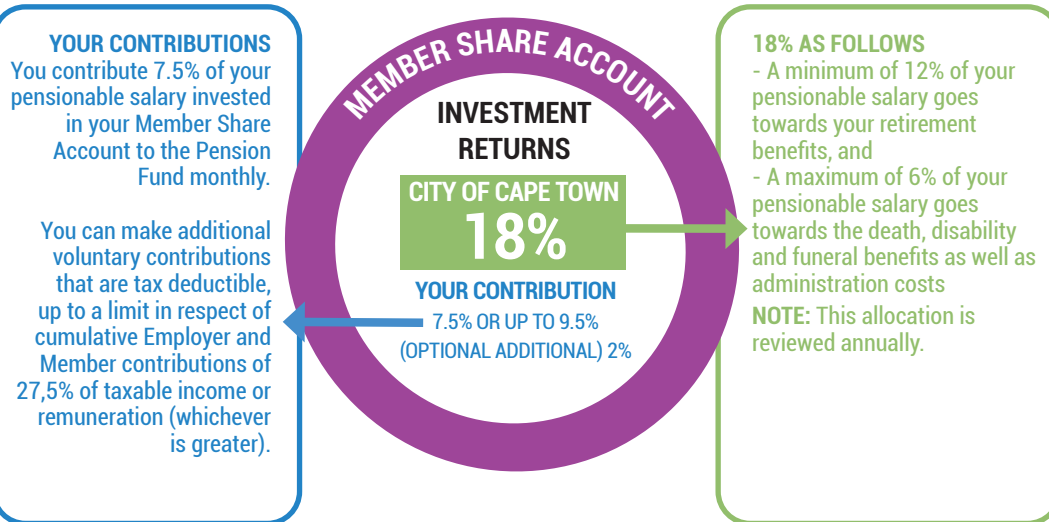 YOUR CONTRIBUTIONS
You contribute 7.5% of your
pensionable salary invested
in your Member Share
Account to the Pension
Fund monthly.
You can make additional
voluntary contributions
that are tax deductible,
up to a limit in respect of
cumulative Employer and
Member contributions of
27,5% of taxable income or
remuneration (whichever
is greater).
MEMBER SHARE ACCOUNT
INVESTMENT
RETURNS
CITY OF CAPE TOWN
18%
YOUR CONTRIBUTION
7.5% OR UP TO 9.5%
(OPTIONAL ADDITIONAL) 2%
18% AS FOLLOWS
- A minimum of 12% of your
pensionable salary goes
towards your retirement
benefits, and
- A maximum of 6% of your
pensionable salary goes
towards the death, disability
and funeral benefits as well as
administration costs
NOTE: This allocation is
reviewed annually.